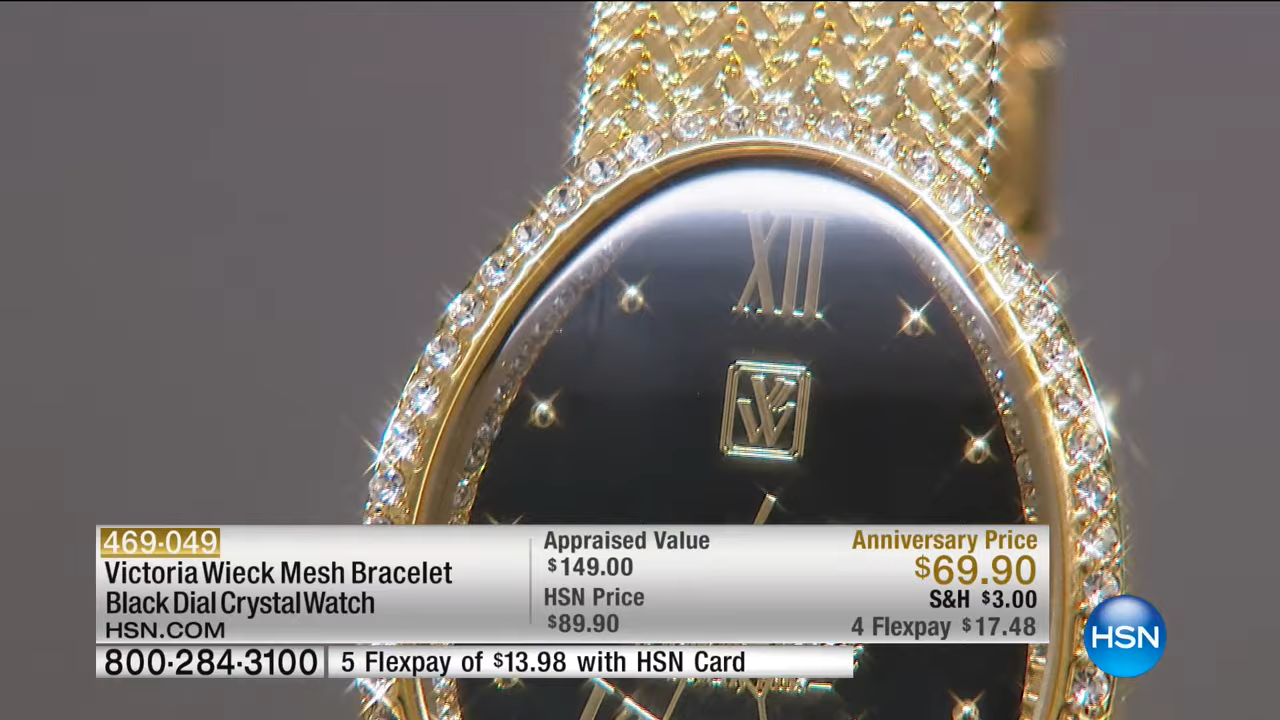 XII
VW
469·049
Victoria Wieck Mesh Bracelet
Black Dial Crystal Watch
HSN.COM
Appraised Value
$149.00
HSN Price
$89.90
Anniversary Price
$69.90
S&H $3.00
4 Flexpay $17.48
HSN
800·284·3100
5 Flexpay of $13.98 with HSN Card